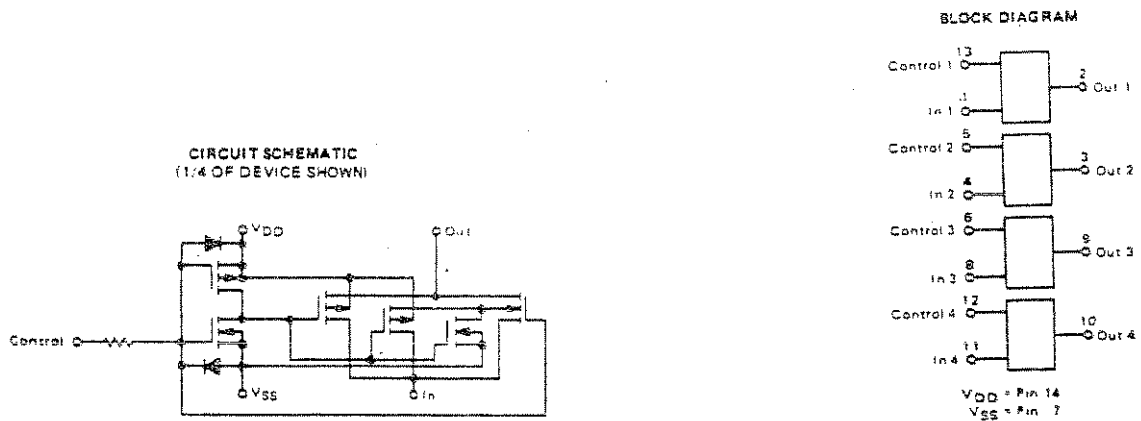 BLOCK DIAGRAM
Control 1
13
2
Out 1
In 1
1
Control 2
5
3
Out 2
In 2
4
Control 3
6
9
Out 3
In 3
8
Control 4
12
10
Out 4
In 4
11
VDD = Pin 14
VSS = Pin 7
CIRCUIT SCHEMATIC
(1/4 OF DEVICE SHOWN)
VDD
Out
Control
VSS
In